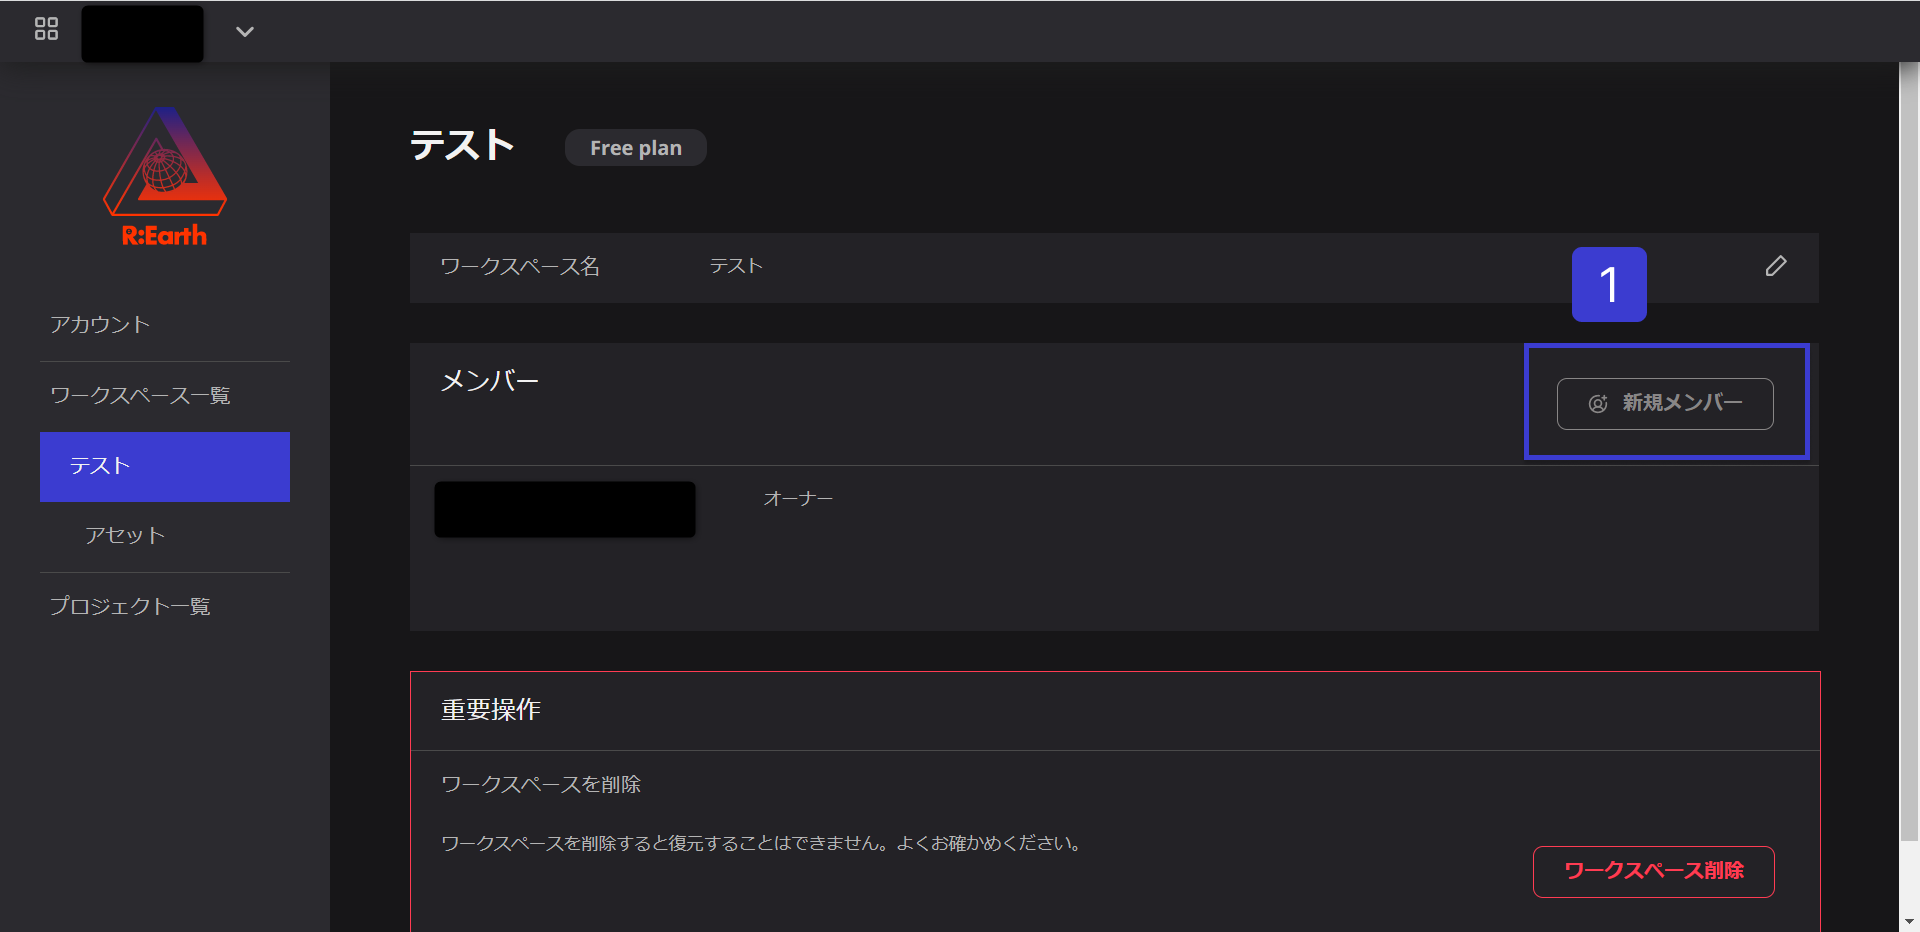 R:Earth
アカウント
ワークスペース一覧
テスト
アセット
プロジェクト一覧
テスト
Free plan
ワークスペース名
テスト
1
メンバー
新規メンバー
オーナー
重要操作
ワークスペースを削除
ワークスペースを削除すると復元することはできません。よくお確かめください。
ワークスペース削除